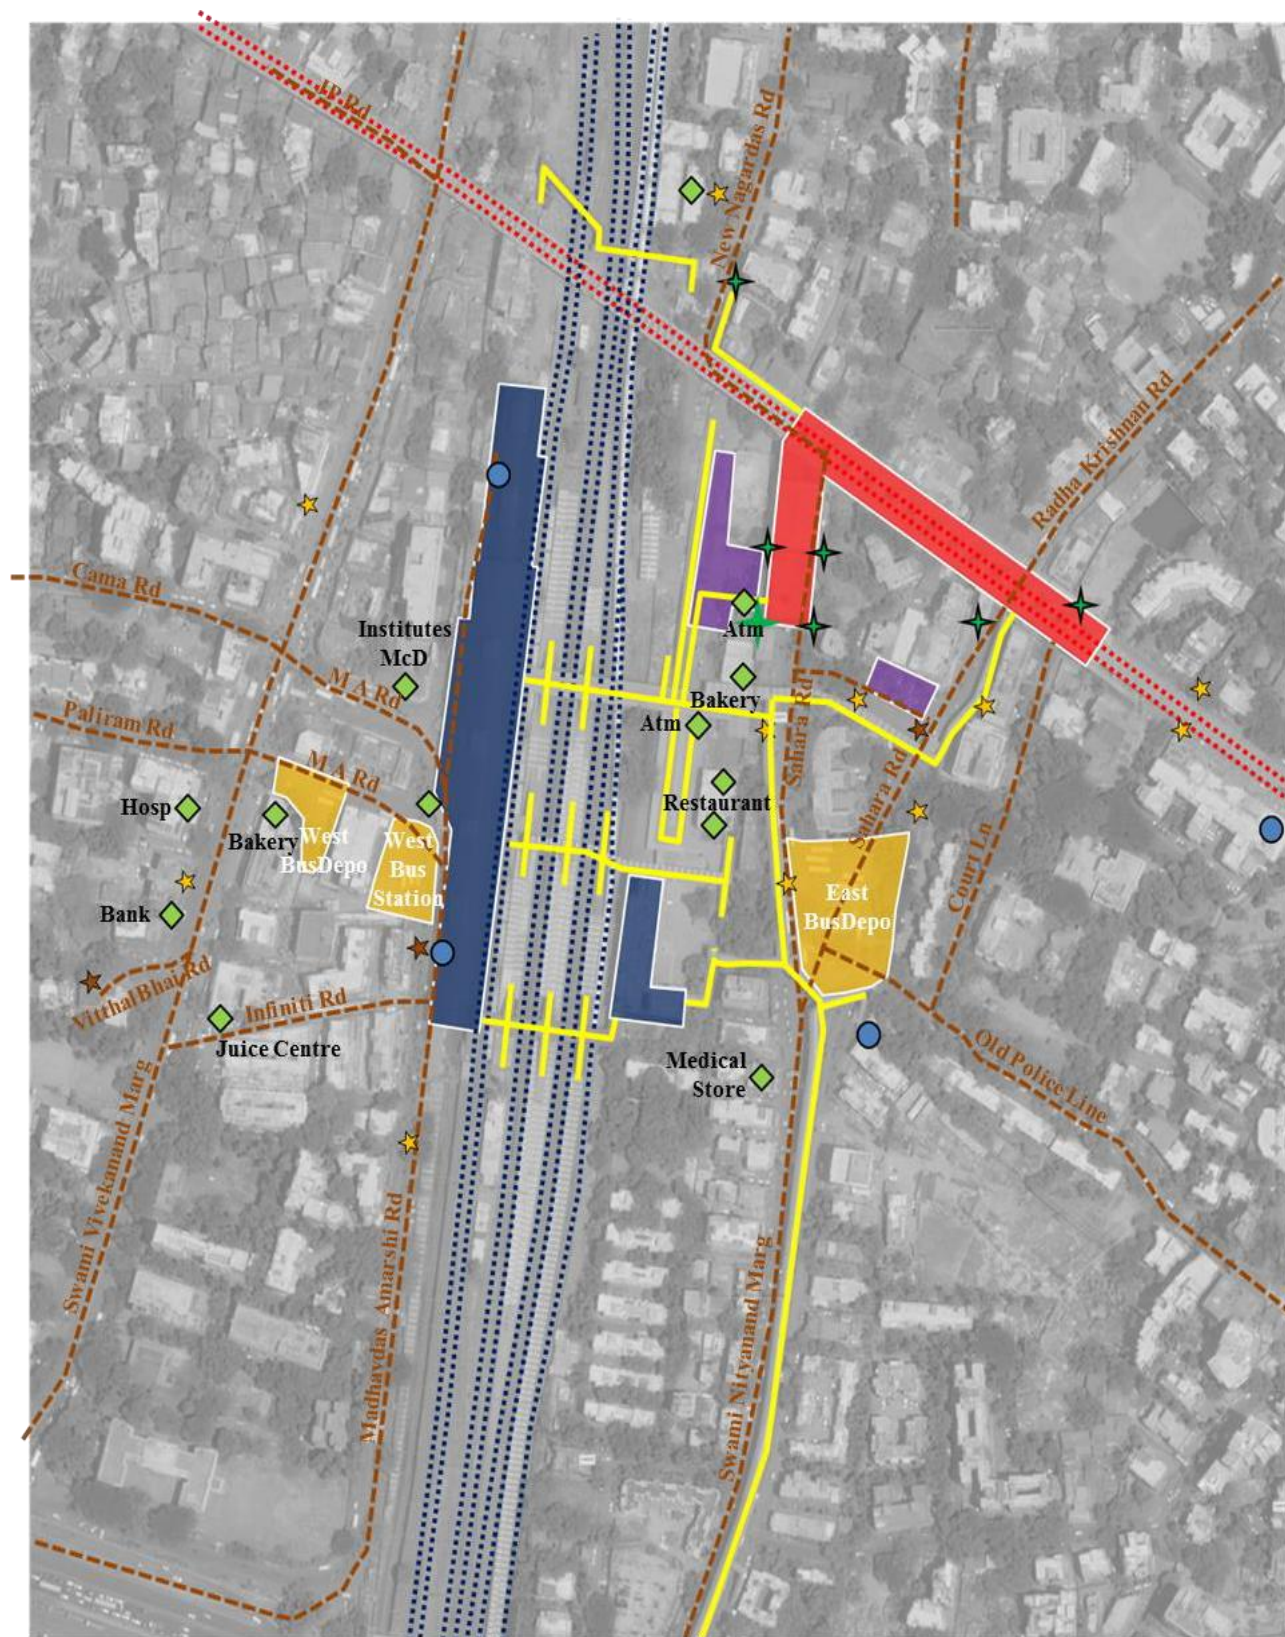 JP Rd
New Nagardas Rd
Radha Krishnan Rd
Cama Rd
Institutes
McD
M A Rd
Atm
Bakery
Sahara Rd
Paliram Rd
Atm
M A Rd
Hosp
Restaurant
Sahara Rd
Bakery
West
BusDepo
West
Bus
Station
East
BusDepo
Court Ln
Bank
VitthalBhai Rd
Infiniti Rd
Juice Centre
Medical
Store
Old Police Line
Swami Vivekanand Marg
Madhavdas Amarshi Rd
Swami Nityanand Marg